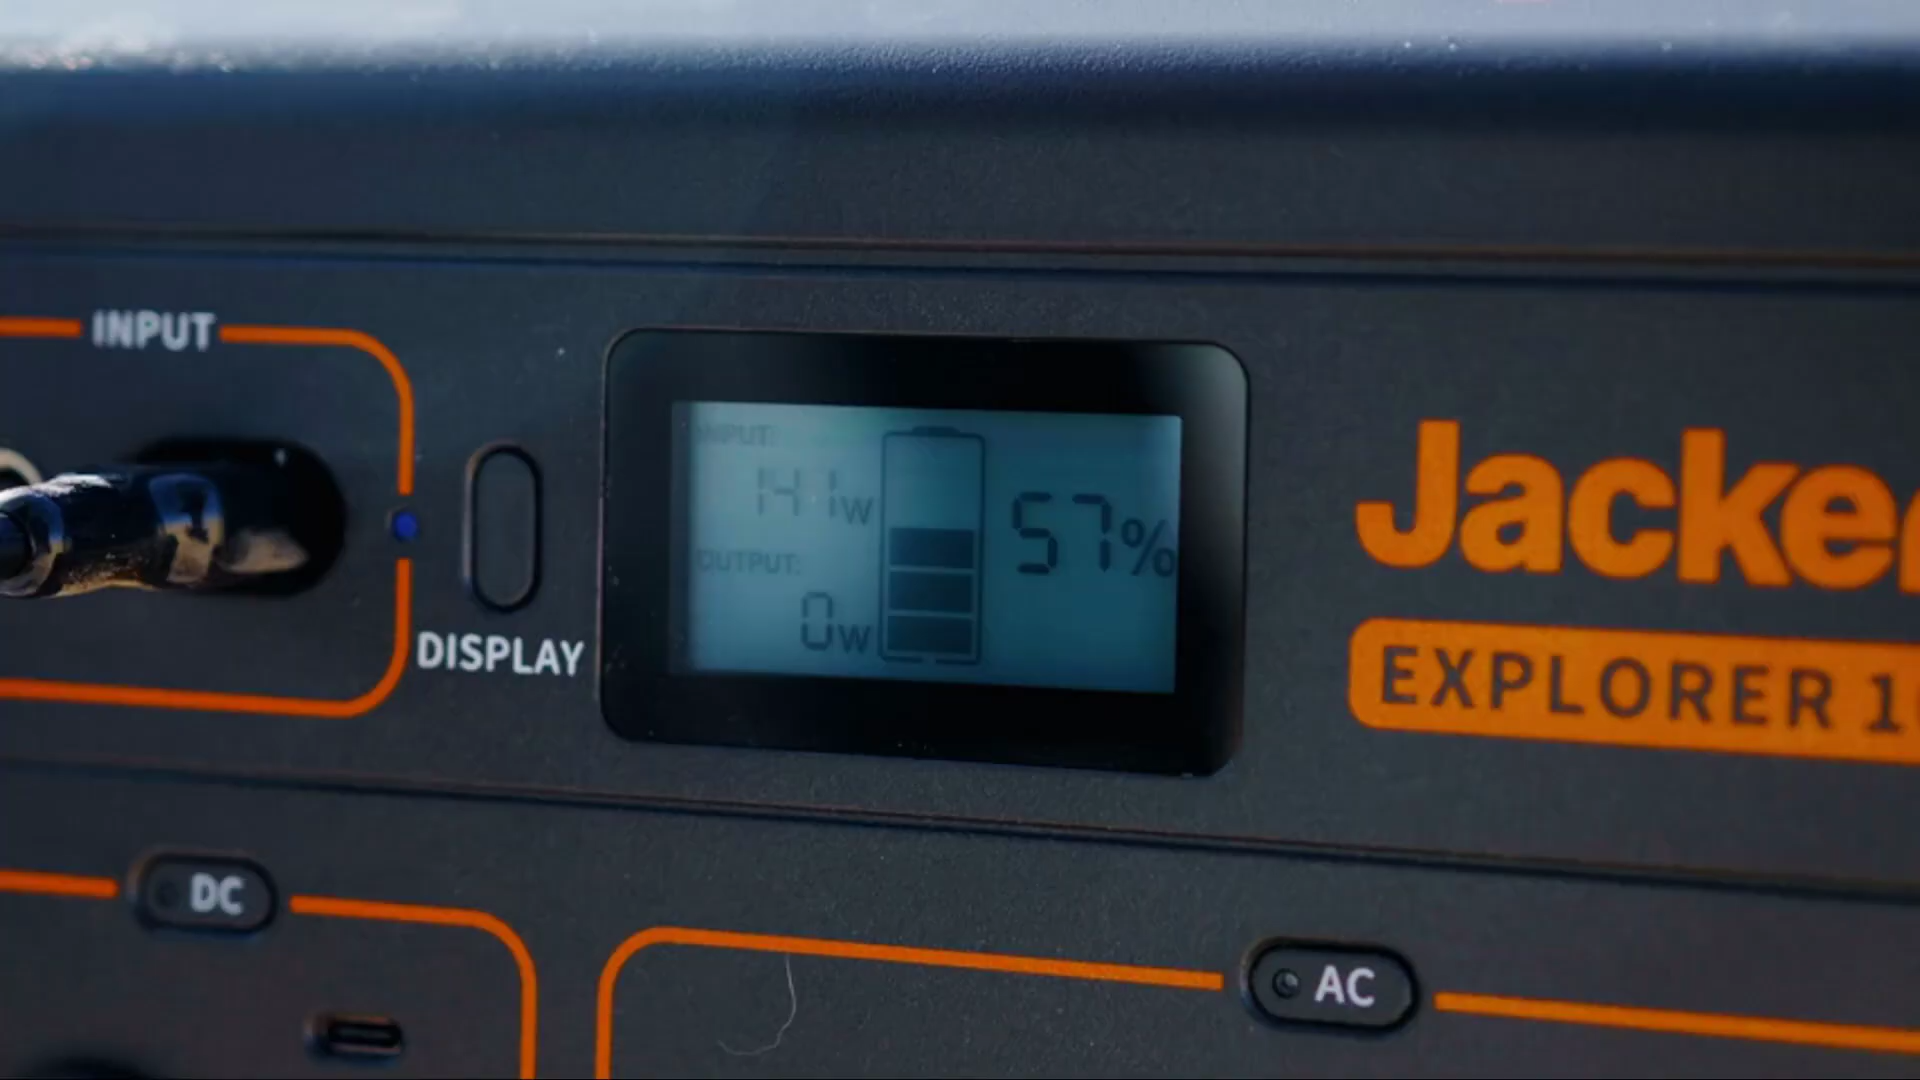 INPUT
INPUT:
141W
57%
OUTPUT:
0W
DISPLAY
Jacke
EXPLORER 1
DC
AC